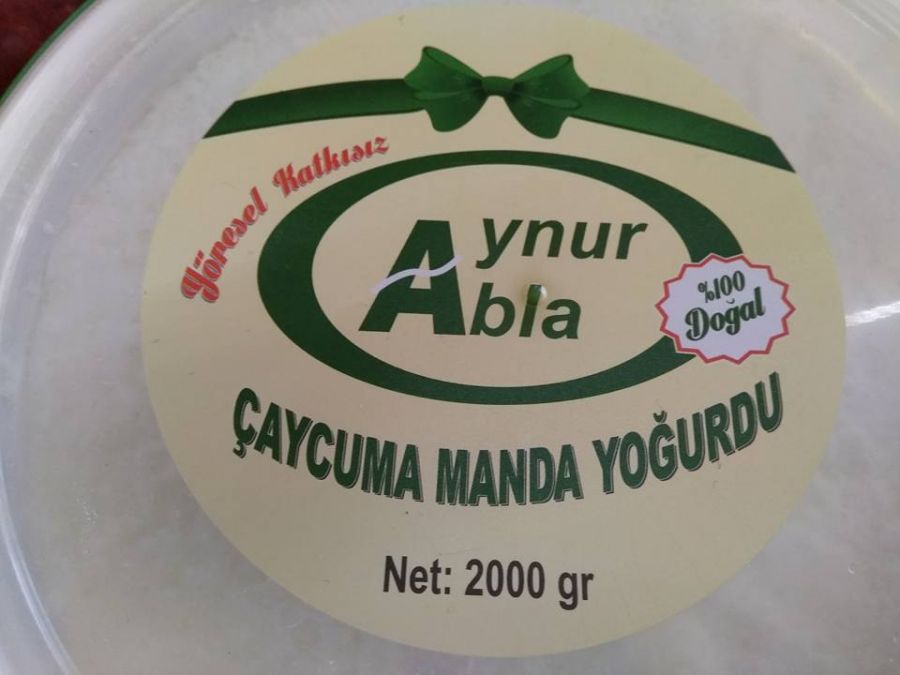 Yöresel Katkısız
Aynur
Abla
%100
Doğal
ÇAYCUMA MANDA YOĞURDU
Net: 2000 gr